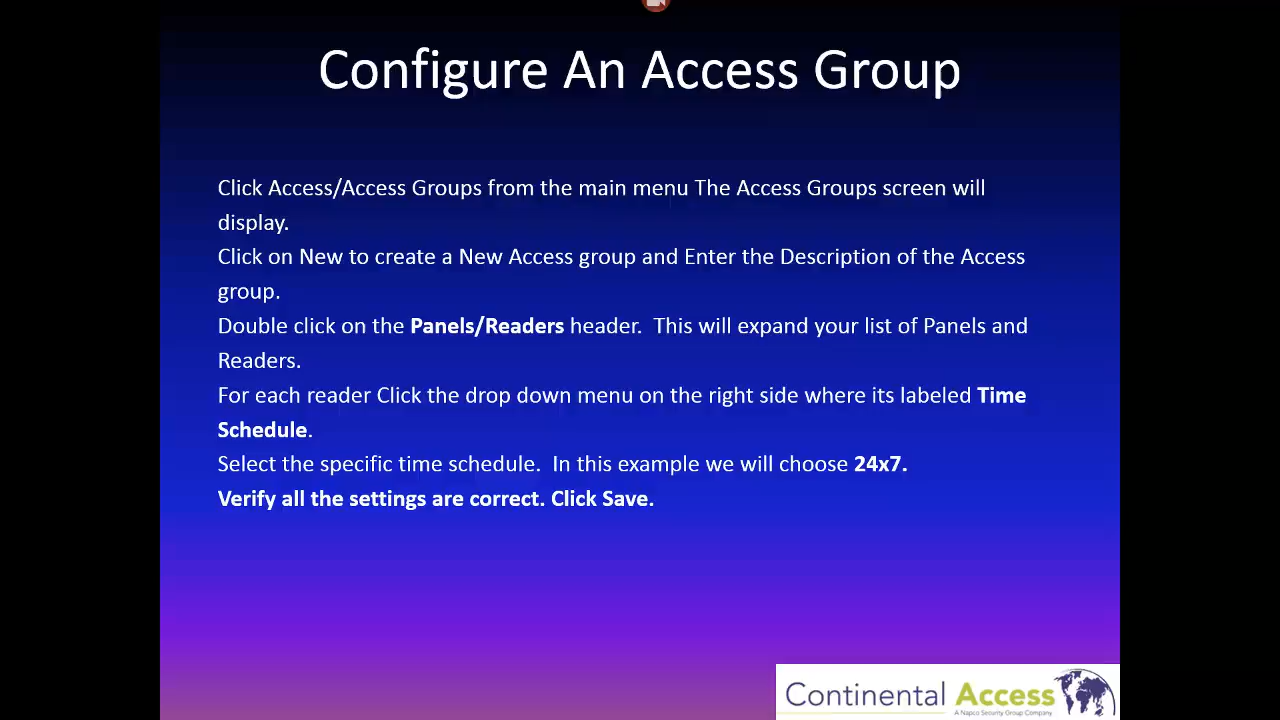 Configure An Access Group
Click Access/Access Groups from the main menu The Access Groups screen will
display.
Click on New to create a New Access group and Enter the Description of the Access
group.
Double click on the Panels/Readers header.  This will expand your list of Panels and
Readers.
For each reader Click the drop down menu on the right side where its labeled Time
Schedule.
Select the specific time schedule.  In this example we will choose 24x7.
Verify all the settings are correct. Click Save.
Continental Access
A Napco Security Group Company